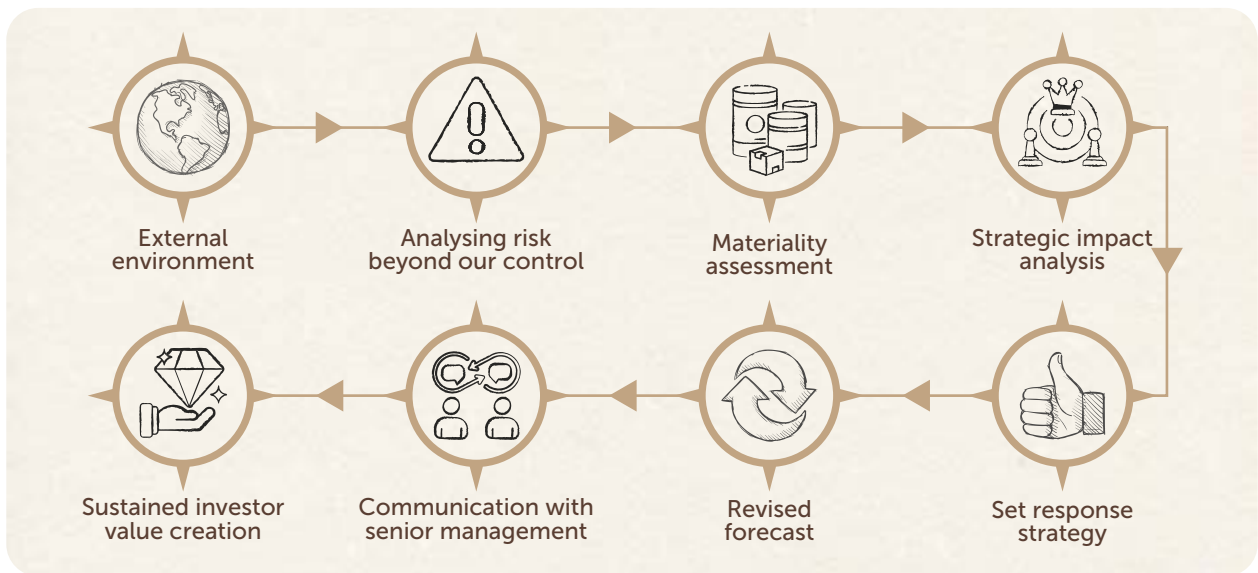 External
environment
Analysing risk
beyond our control
Materiality
assessment
Strategic impact
analysis
Set response
strategy
Revised
forecast
Communication with
senior management
Sustained investor
value creation